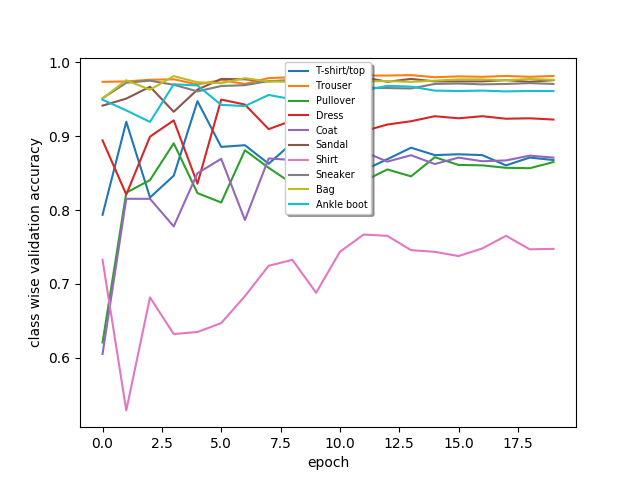 1.0
0.9
0.8
0.7
0.6
class wise validation accuracy
T-shirt/top
Trouser
Pullover
Dress
Coat
Sandal
Shirt
Sneaker
Bag
Ankle boot
0.0 2.5 5.0 7.5 10.0 12.5 15.0 17.5
epoch